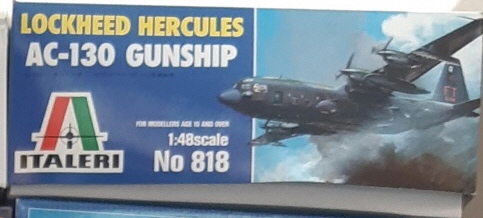 LOCKHEED HERCULES
AC-130 GUNSHIP
FOR MODELLERS AGE 15 AND OVER
1:48scale
No 818
ITALERI